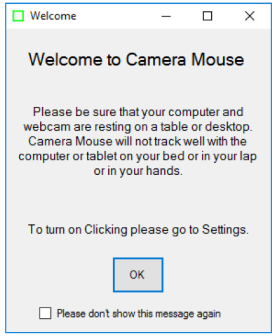 Welcome
Welcome to Camera Mouse
Please be sure that your computer and
webcam are resting on a table or desktop.
Camera Mouse will not track well with the
computer or tablet on your bed or in your lap
or in your hands.
To turn on Clicking please go to Settings.
OK
Please don't show this message again